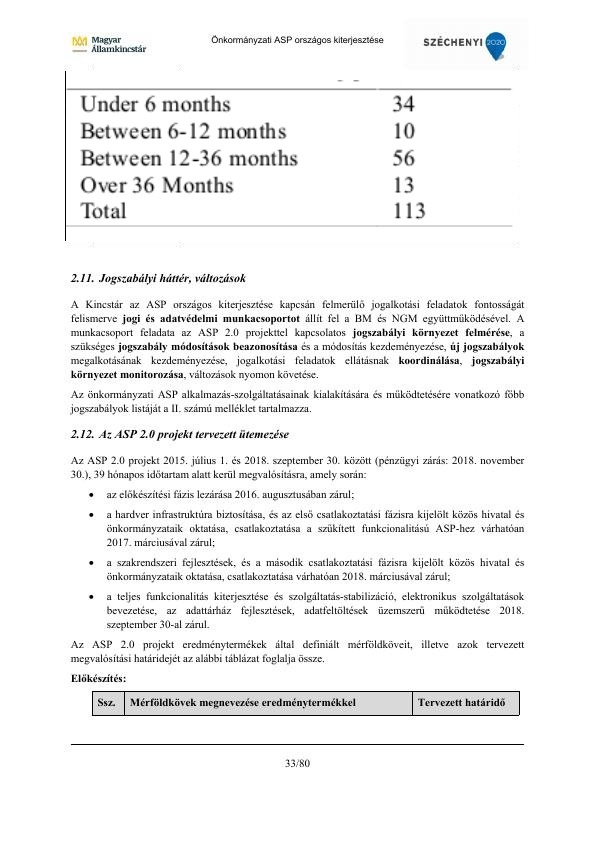 Magyar
Államkincstár
Önkormányzati ASP országos kiterjesztése
SZÉCHENYI 2020
Under 6 months 34
Between 6-12 months 10
Between 12-36 months 56
Over 36 Months 13
Total 113
2.11. Jogszabályi háttér, változások
A Kincstár az ASP országos kiterjesztése kapcsán felmerülő jogalkotási feladatok fontosságát
felismerve jogi és adatvédelmi munkacsoportot állít fel a BM és NGM együttműködésével. A
munkacsoport feladata az ASP 2.0 projekttel kapcsolatos jogszabályi környezet felmérése, a
szükséges jogszabály módosítások beazonosítása és a módosítás kezdeményezése, új jogszabályok
megalkotásának kezdeményezése, jogalkotási feladatok ellátásnak koordinálása, jogszabályi
környezet monitorozása, változások nyomon követése.
Az önkormányzati ASP alkalmazás-szolgáltatásainak kialakítására és működtetésére vonatkozó főbb
jogszabályok listáját a II. számú melléklet tartalmazza.
2.12. Az ASP 2.0 projekt tervezett ütemezése
Az ASP 2.0 projekt 2015. július 1. és 2018. szeptember 30. között (pénzügyi zárás: 2018. november
30.), 39 hónapos időtartam alatt kerül megvalósításra, amely során:
• az előkészítési fázis lezárása 2016. augusztusában zárul;
• a hardver infrastruktúra biztosítása, és az első csatlakoztatási fázisra kijelölt közös hivatal és
önkormányzataik oktatása, csatlakoztatása a szűkített funkcionalitású ASP-hez várhatóan
2017. márciusával zárul;
• a szakrendszeri fejlesztések, és a második csatlakoztatási fázisra kijelölt közös hivatal és
önkormányzataik oktatása, csatlakoztatása várhatóan 2018. márciusával zárul;
• a teljes funkcionalitás kiterjesztése és szolgáltatás-stabilizáció, elektronikus szolgáltatások
bevezetése, az adattárház fejlesztések, adatfeltöltések üzemszerű működtetése 2018.
szeptember 30-al zárul.
Az ASP 2.0 projekt eredménytermékek által definiált mérföldköveit, illetve azok tervezett
megvalósítási határidejét az alábbi táblázat foglalja össze.
Előkészítés:
Ssz. Mérföldkövek megnevezése eredménytermékkel Tervezett határidő
33/80